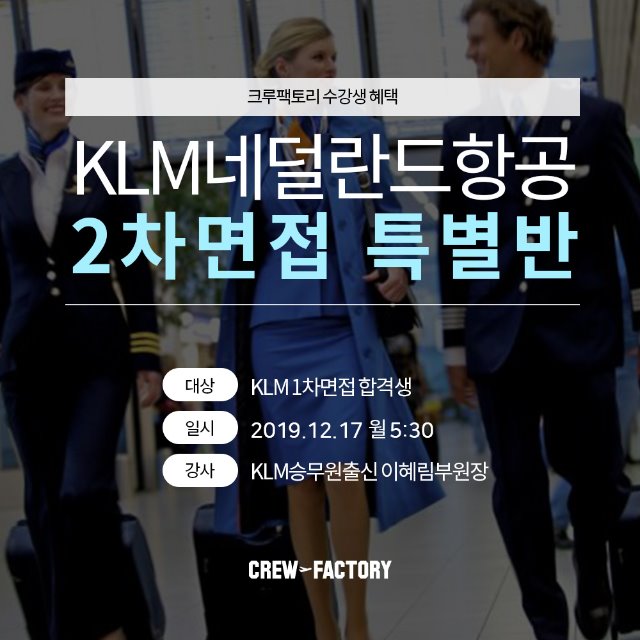 크루팩토리 수강생 혜택
KLM네덜란드항공
2차면접 특별반
대상 KLM 1차면접 합격생
일시 2019.12.17 월 5:30
강사 KLM승무원출신 이혜림부원장
CREW FACTORY